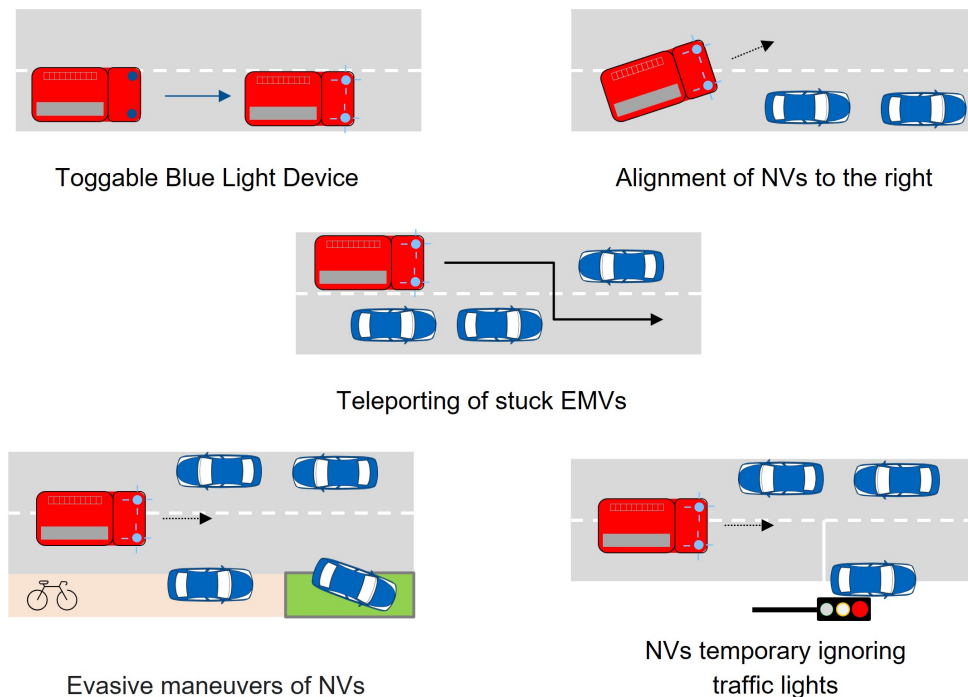 Toggable Blue Light Device
Alignment of NVs to the right
Teleporting of stuck EMVs
Evasive maneuvers of NVs
NVs temporary ignoring
traffic lights